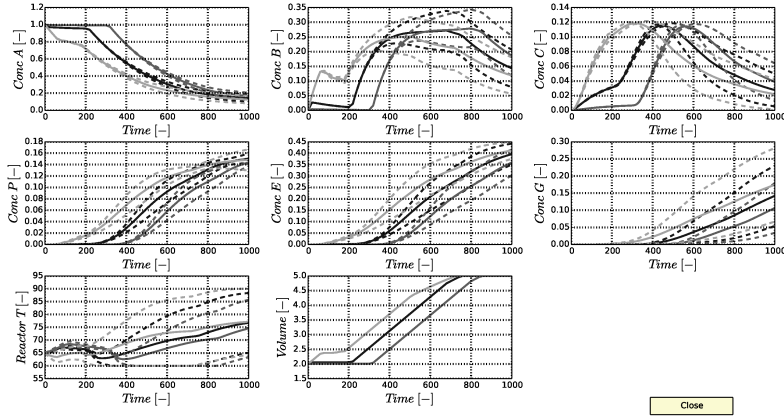 1.2
1.0
0.8
0.6
0.4
0.2
0.0
Conc A [−]
0 200 400 600 800 1000
Time [−]
0.35
0.30
0.25
0.20
0.15
0.10
0.05
0.00
Conc B [−]
0 200 400 600 800 1000
Time [−]
0.14
0.12
0.10
0.08
0.06
0.04
0.02
0.00
Conc C [−]
0 200 400 600 800 1000
Time [−]
0.18
0.16
0.14
0.12
0.10
0.08
0.06
0.04
0.02
0.00
Conc P [−]
0 200 400 600 800 1000
Time [−]
0.45
0.40
0.35
0.30
0.25
0.20
0.15
0.10
0.05
0.00
Conc E [−]
0 200 400 600 800 1000
Time [−]
0.30
0.25
0.20
0.15
0.10
0.05
0.00
Conc G [−]
0 200 400 600 800 1000
Time [−]
95
90
85
80
75
70
65
60
55
Reactor T [−]
0 200 400 600 800 1000
Time [−]
5.0
4.5
4.0
3.5
3.0
2.5
2.0
1.5
Volume [−]
0 200 400 600 800 1000
Time [−]
Close